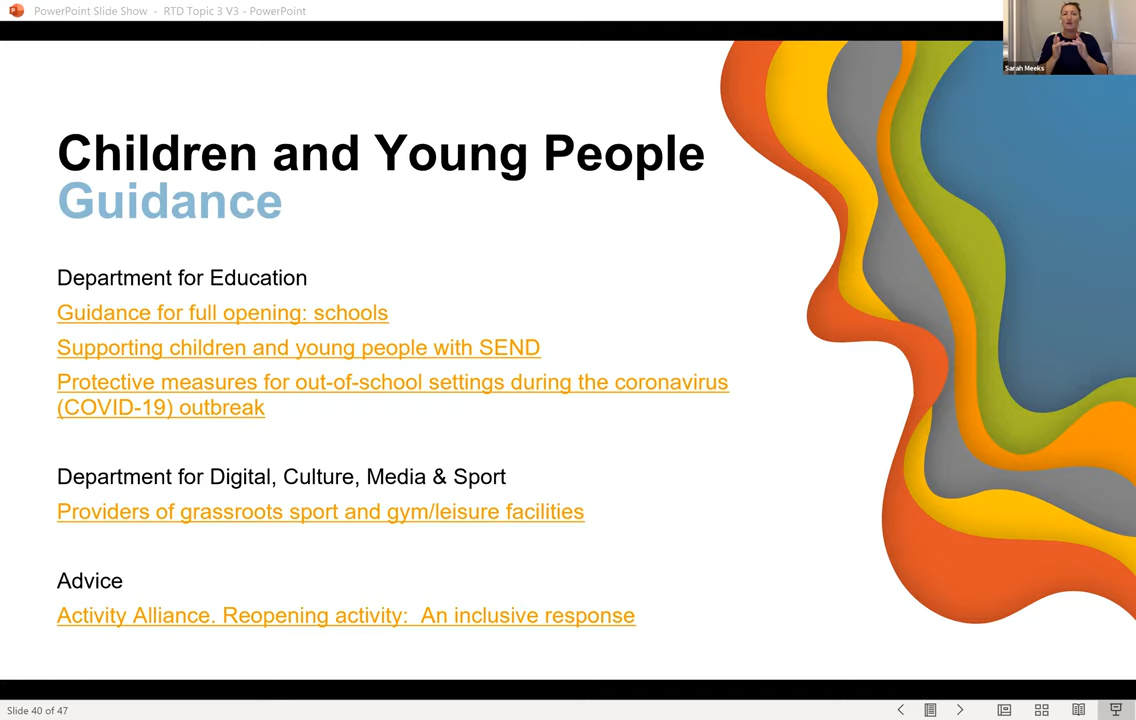 PowerPoint Slide Show - RTD Topic 3 V3 - PowerPoint
Sarah Meeks
Children and Young People
Guidance
Department for Education
Guidance for full opening: schools
Supporting children and young people with SEND
Protective measures for out-of-school settings during the coronavirus
(COVID-19) outbreak
Department for Digital, Culture, Media & Sport
Providers of grassroots sport and gym/leisure facilities
Advice
Activity Alliance. Reopening activity: An inclusive response
Slide 40 of 47